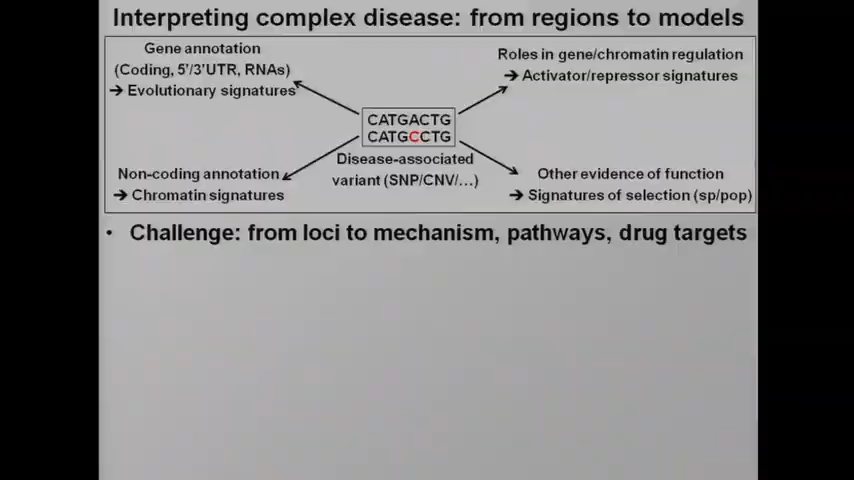 Interpreting complex disease: from regions to models
Gene annotation
(Coding, 5'/3'UTR, RNAs)
➔ Evolutionary signatures
Roles in gene/chromatin regulation
➔ Activator/repressor signatures
CATGACTG
CATGCCTG
Disease-associated
variant (SNP/CNV/…)
Non-coding annotation
➔ Chromatin signatures
Other evidence of function
➔ Signatures of selection (sp/pop)
• Challenge: from loci to mechanism, pathways, drug targets